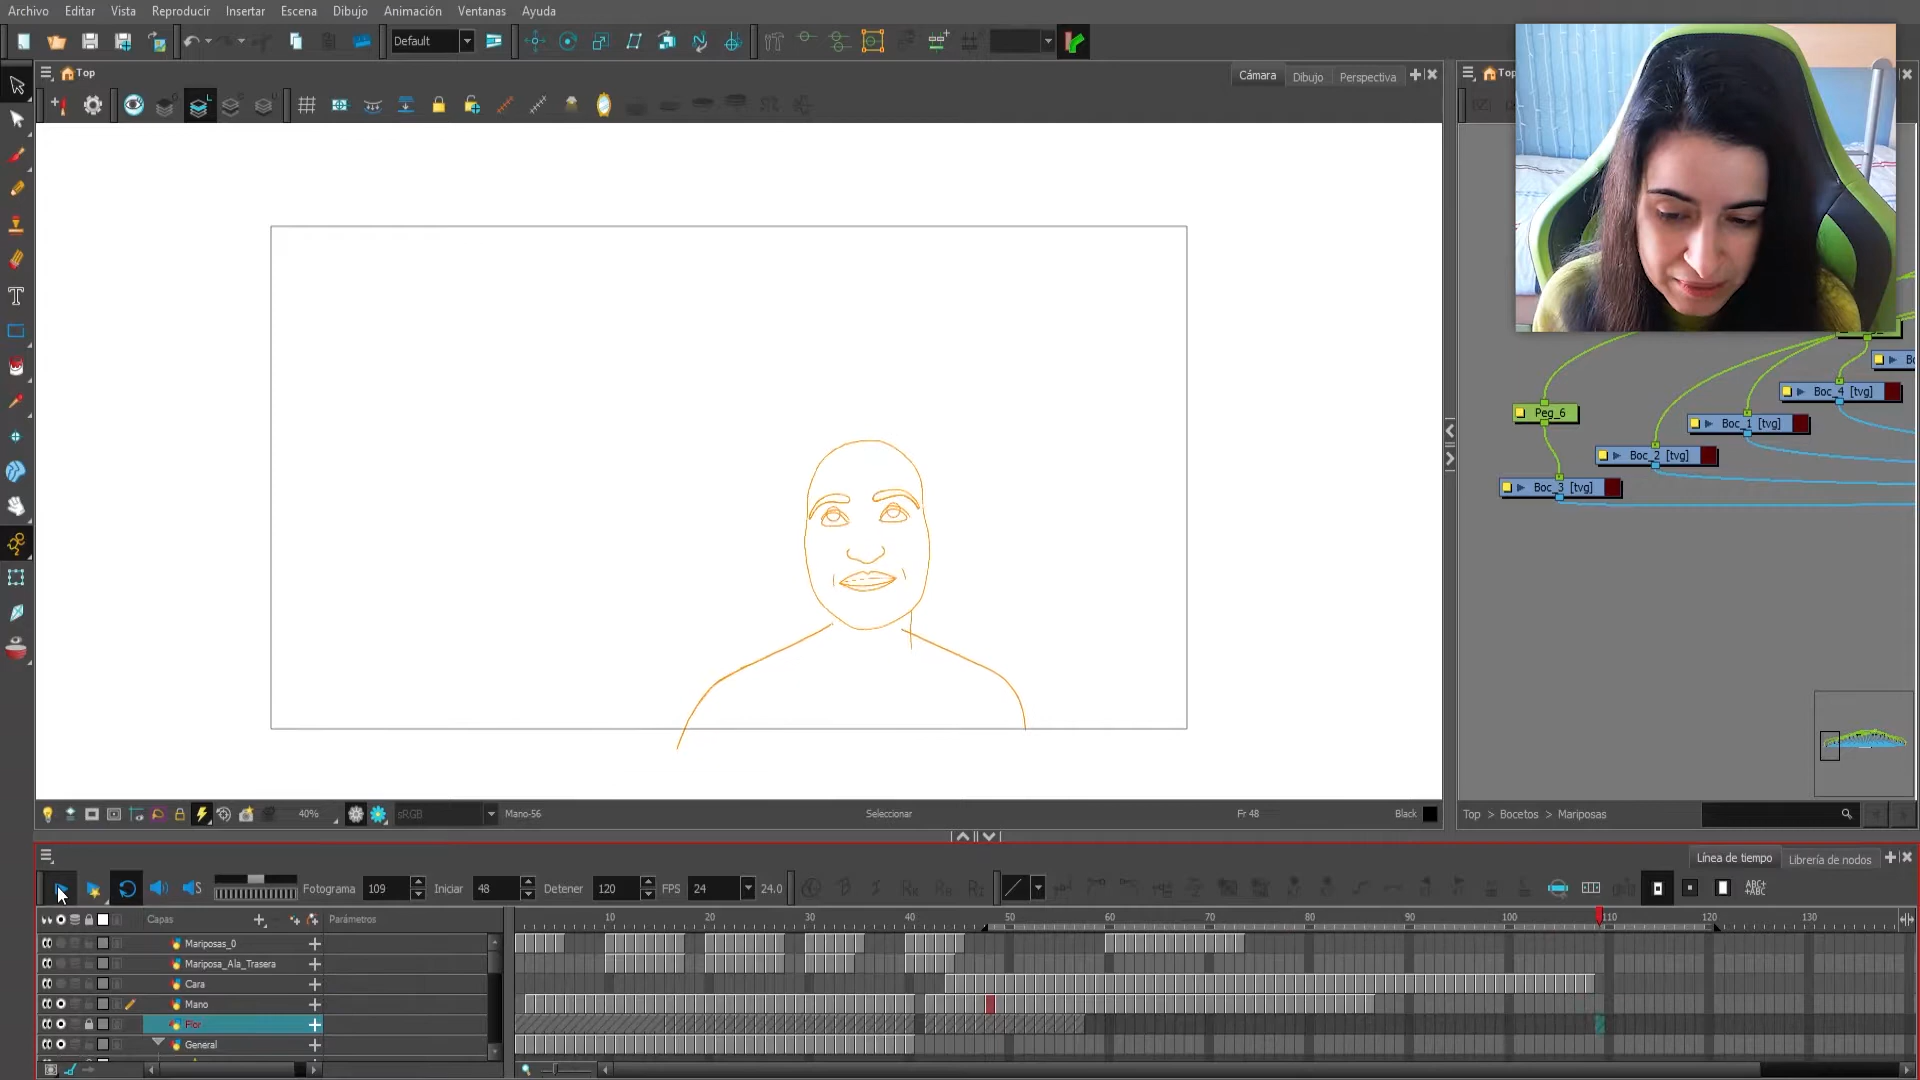 Archivo Editar Vista Reproducir Insertar Escena Dibujo Animación Ventanas Ayuda
Default
Top
Cámara Dibujo Perspectiva
Top
Boc_4 [tvg]
Peg_6
Boc_1 [tvg]
Boc_2 [tvg]
Boc_3 [tvg]
40% sRGB Mano-56 Seleccionar Fr 48 Black
Top > Bocetos > Mariposas
Línea de tiempo Librería de nodos
Fotograma 109 Iniciar 48 Detener 120 FPS 24 24.0
Capas Parámetros
10 20 30 40 50 60 70 80 90 100 110 120 130
Mariposas_0
Mariposa_Ala_Trasera
Cara
Mano
Flor
General